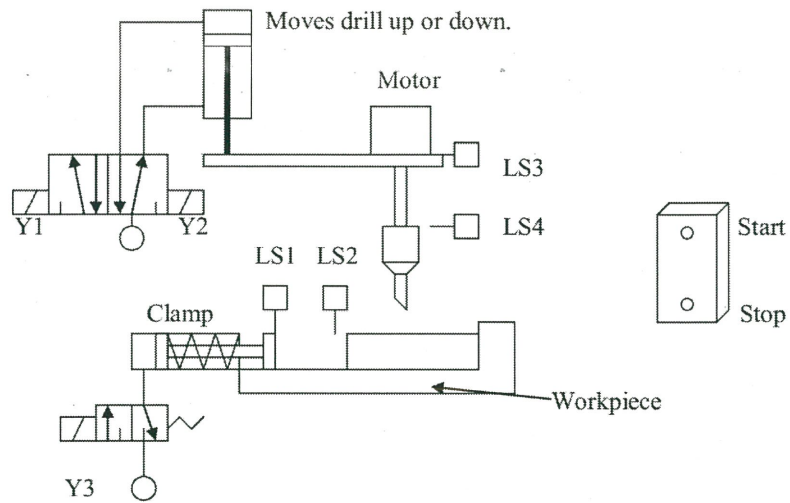 Moves drill up or down.
Motor
LS3
Y1
Y2
LS4
Start
LS1
LS2
Clamp
Stop
Workpiece
Y3